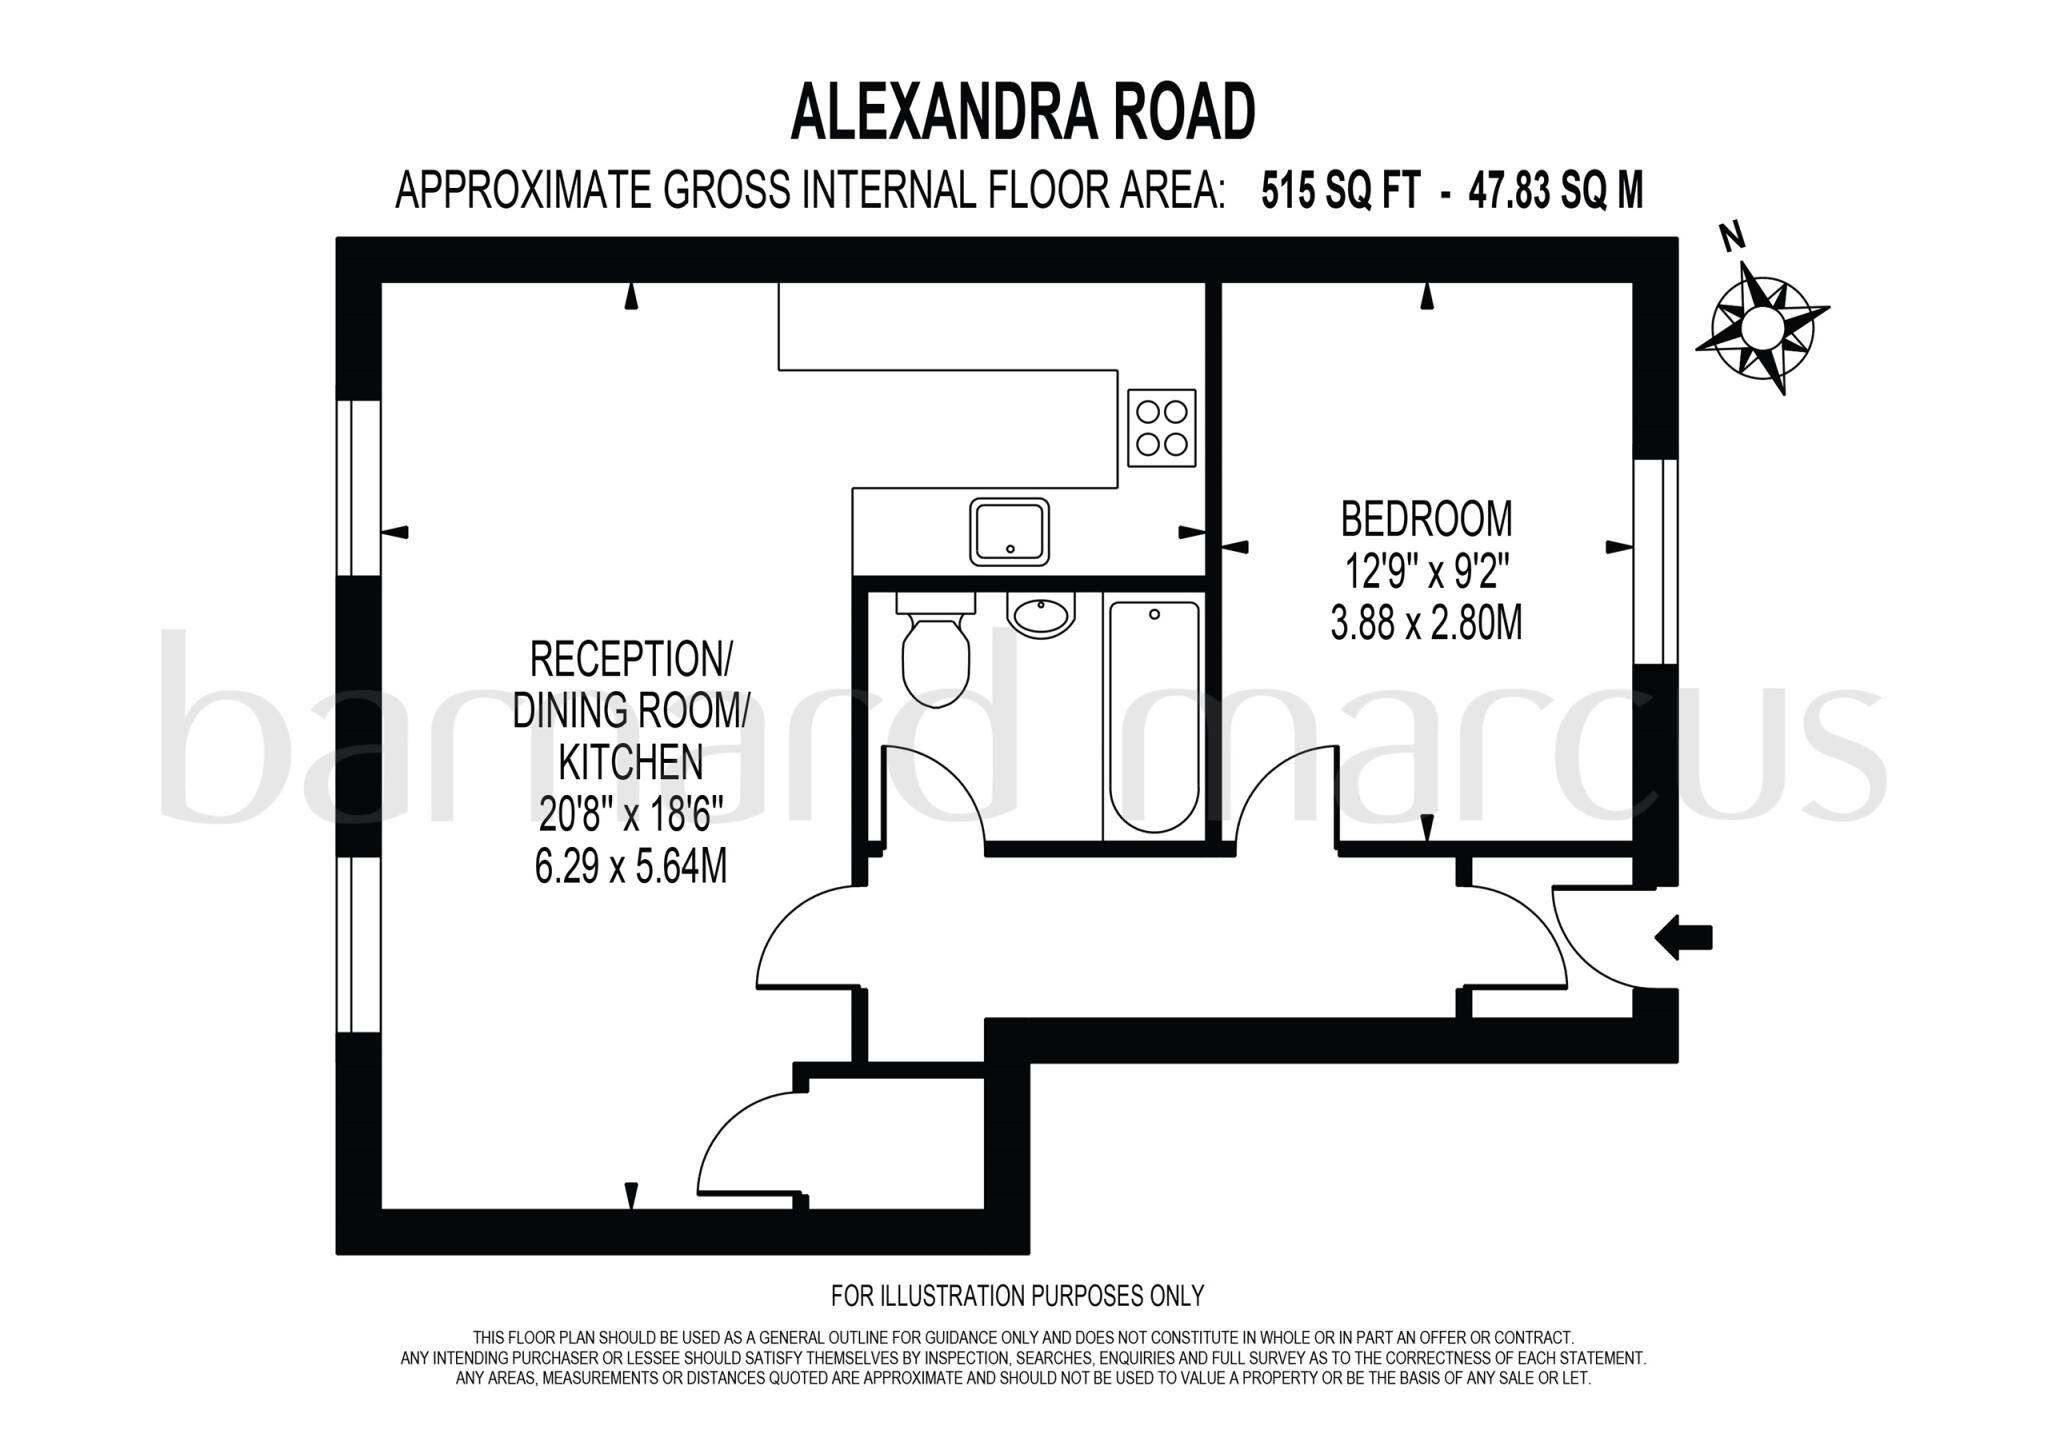 ALEXANDRA ROAD
APPROXIMATE GROSS INTERNAL FLOOR AREA: 515 SQ FT - 47.83 SQ M
N
BEDROOM
12'9" x 9'2"
3.88 x 2.80M
RECEPTION/
DINING ROOM/
KITCHEN
20'8" x 18'6"
6.29 x 5.64M
barnard marcus
FOR ILLUSTRATION PURPOSES ONLY
THIS FLOOR PLAN SHOULD BE USED AS A GENERAL OUTLINE FOR GUIDANCE ONLY AND DOES NOT CONSTITUTE IN WHOLE OR IN PART AN OFFER OR CONTRACT.
ANY INTENDING PURCHASER OR LESSEE SHOULD SATISFY THEMSELVES BY INSPECTION, SEARCHES, ENQUIRIES AND FULL SURVEY AS TO THE CORRECTNESS OF EACH STATEMENT.
ANY AREAS, MEASUREMENTS OR DISTANCES QUOTED ARE APPROXIMATE AND SHOULD NOT BE USED TO VALUE A PROPERTY OR BE THE BASIS OF ANY SALE OR LET.